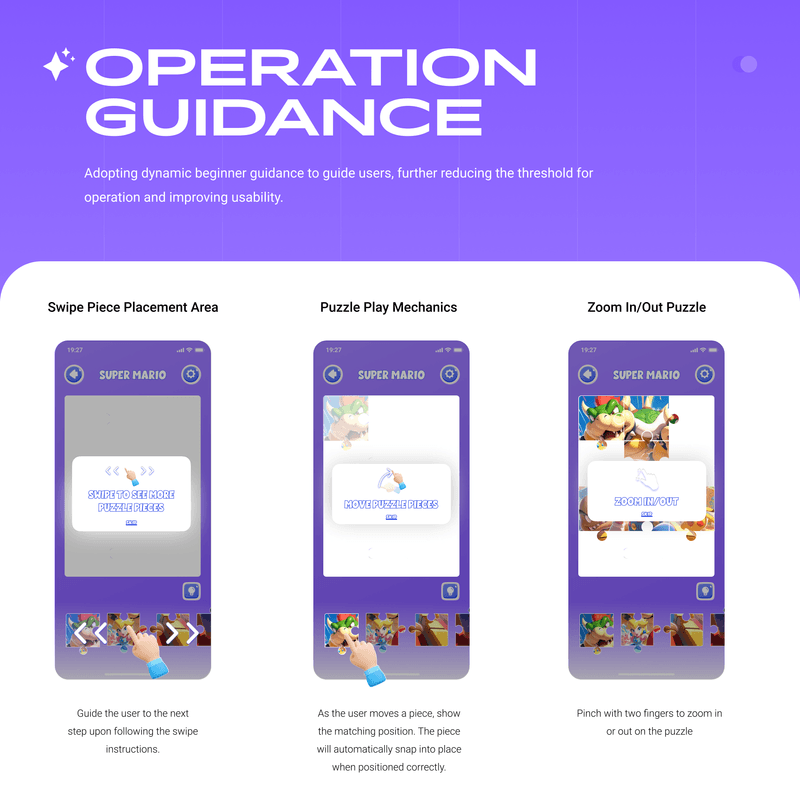 OPERATION
GUIDANCE
Adopting dynamic beginner guidance to guide users, further reducing the threshold for
operation and improving usability.
Swipe Piece Placement Area
19:27
SUPER MARIO
SWIPE TO SEE MORE
PUZZLE PIECES
SKIP
Guide the user to the next
step upon following the swipe
instructions.
Puzzle Play Mechanics
19:27
SUPER MARIO
MOVE PUZZLE PIECES
SKIP
As the user moves a piece, show
the matching position. The piece
will automatically snap into place
when positioned correctly.
Zoom In/Out Puzzle
19:27
SUPER MARIO
ZOOM IN/OUT
SKIP
Pinch with two fingers to zoom in
or out on the puzzle